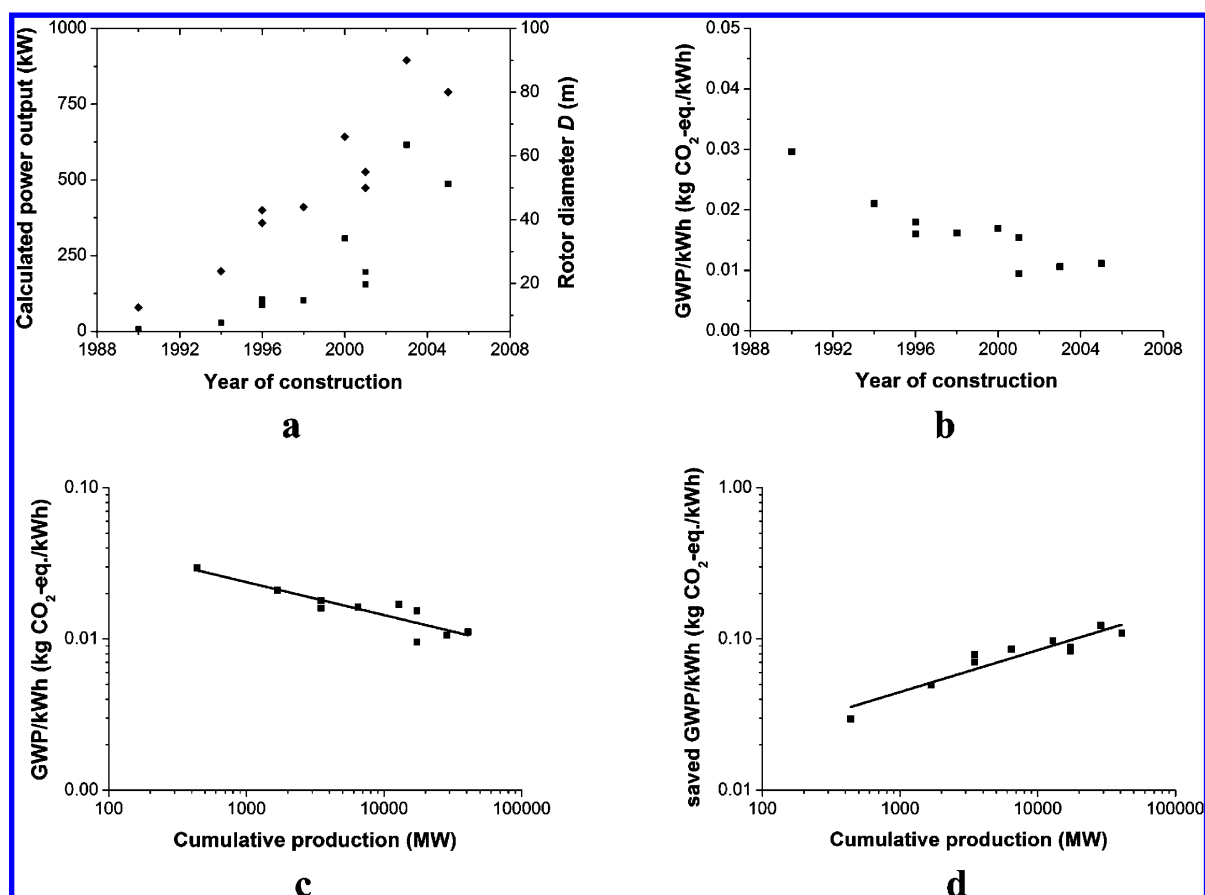 Calculated power output (kW)
1000
750
500
250
0
100
80
60
40
20
Rotor diameter D (m)
1988 1992 1996 2000 2004 2008
Year of construction
a
GWP/kWh (kg CO₂-eq./kWh)
0.05
0.04
0.03
0.02
0.01
0.00
1988 1992 1996 2000 2004 2008
Year of construction
b
GWP/kWh (kg CO₂-eq./kWh)
0.10
0.01
0.00
100 1000 10000 100000
Cumulative production (MW)
c
saved GWP/kWh (kg CO₂-eq./kWh)
1.00
0.10
0.01
100 1000 10000 100000
Cumulative production (MW)
d